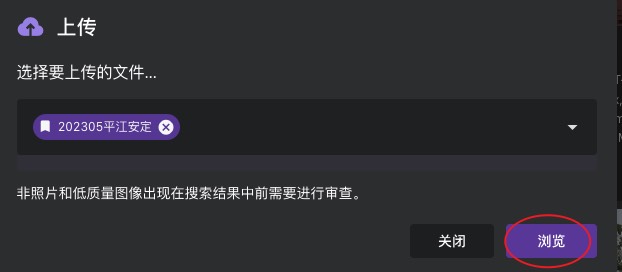 上传
选择要上传的文件...
202305平江安定
非照片和低质量图像出现在搜索结果中前需要进行审查。
关闭
浏览